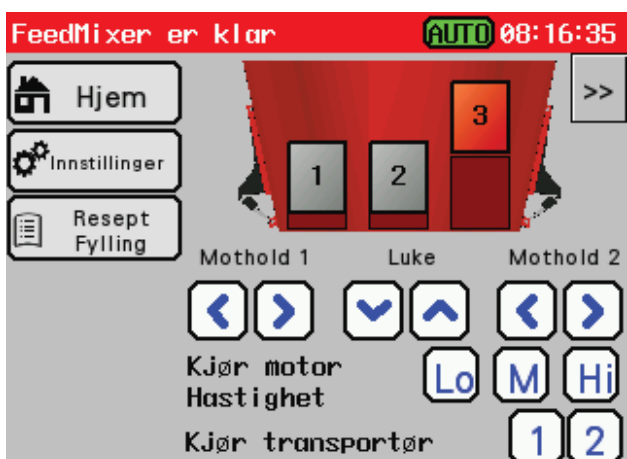 FeedMixer er klar AUTO 08:16:35
Hjem
>>
3
Innstillinger
1 2
Resept
Fylling
Mothold 1 Luke Mothold 2
Kjør motor Lo M Hi
Hastighet
Kjør transportør 1 2